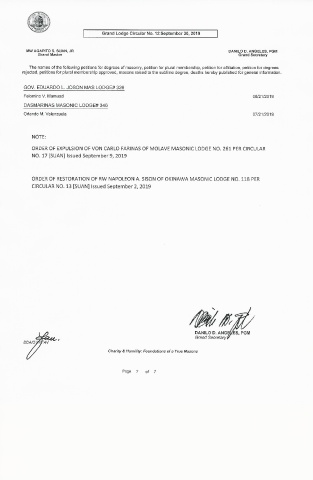 Grand Lodge Circular No. 12 September 30, 2019
MW AGAPITO S. SUAN, JR
Grand Master
DANILO D. ANGELES, PGM
Grand Secretary
The names of the following petitions for degrees of masonry, petition for plural membership, petition for affiliation, petition for degrees
rejected, petitions for plural membership approved, masons raised to the sublime degree, deaths, hereby published for general information.
GOV. EDUARDO L. JOSON MAS LODGE# 328
Federico V. 08/21/2019
DASMARINAS MASONIC LODGE# 346
Orlando M. Valenzuela 07/21/2019
NOTE:
ORDER OF EXPULSION OF VON CARLO FARINAS OF MOLAVE MASONIC LODGE NO. 261 PER CIRCULAR
NO. 17 [SUAN] Issued September 9, 2019
ORDER OF RESTORATION OF RW NAPOLEON A. SISON OF OKINAWA MASONIC LODGE NO. 118 PER
CIRCULAR NO. 13 [SUAN] Issued September 2, 2019
DANILO D. ANGELES, PGM
Grand Secretary
Charity & Humility: Foundations of a True Masons
Page 7 of 7